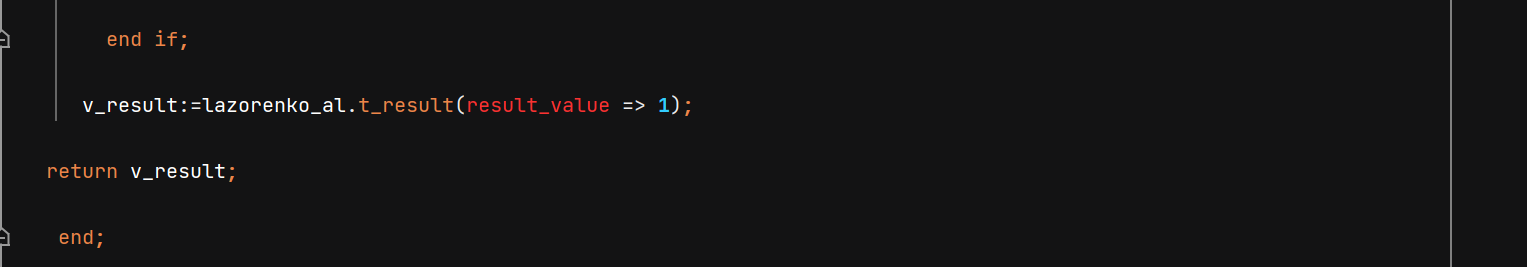 end if;
v_result:=lazorenko_al.t_result(result_value => 1);
return v_result;
end;